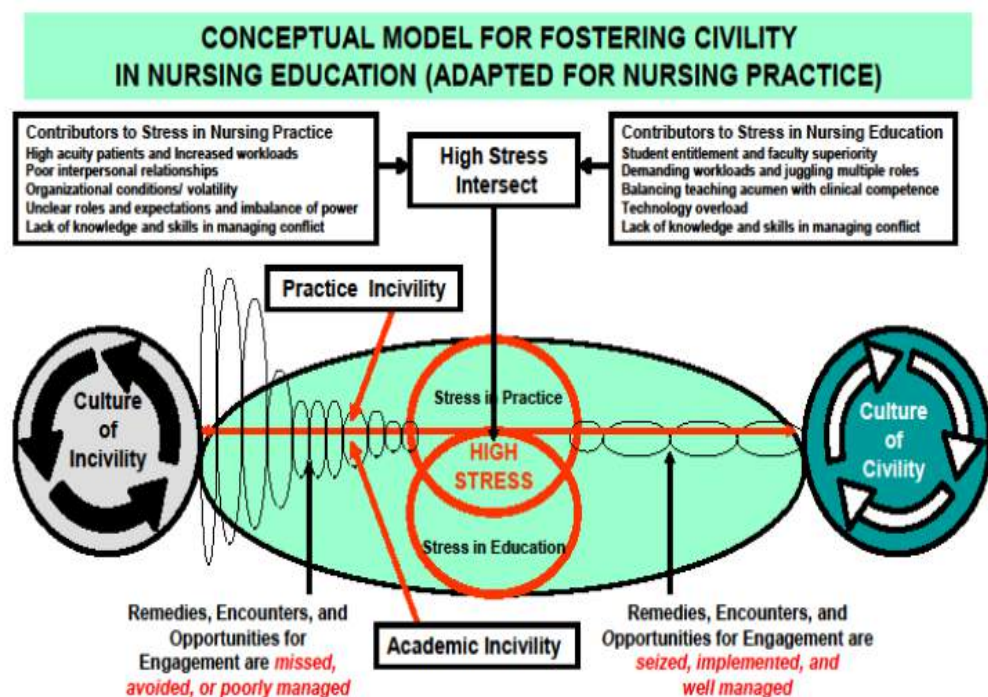 CONCEPTUAL MODEL FOR FOSTERING CIVILITY
IN NURSING EDUCATION (ADAPTED FOR NURSING PRACTICE)
Contributors to Stress in Nursing Practice
High acuity patients and Increased workloads
Poor interpersonal relationships
Organizational conditions/ volatility
Unclear roles and expectations and imbalance of power
Lack of knowledge and skills in managing conflict
High Stress
Intersect
Contributors to Stress in Nursing Education
Student entitlement and faculty superiority
Demanding workloads and juggling multiple roles
Balancing teaching acumen with clinical competence
Technology overload
Lack of knowledge and skills in managing conflict
Practice Incivility
Culture
of
Incivility
Stress in Practice
HIGH
STRESS
Stress in Education
Culture
of
Civility
Remedies, Encounters, and
Opportunities for
Engagement are missed,
avoided, or poorly managed
Academic Incivility
Remedies, Encounters, and
Opportunities for Engagement are
seized, implemented, and
well managed